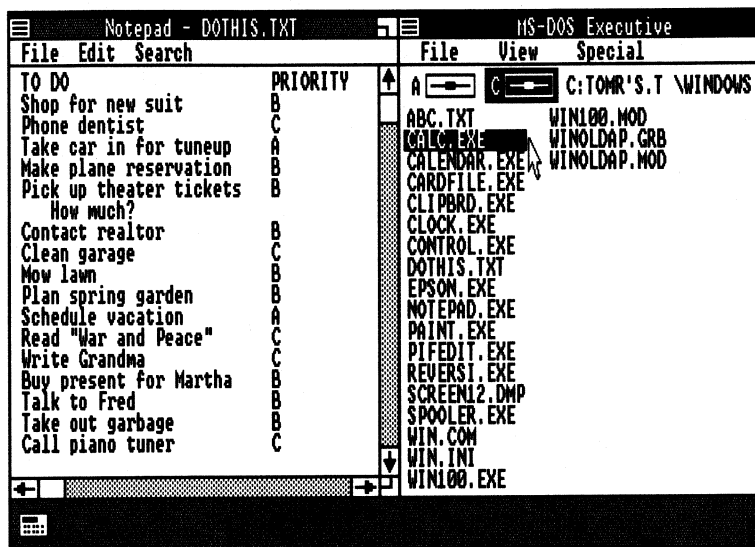 Notepad - DOTHIS.TXT
File Edit Search
TO DO PRIORITY
Shop for new suit B
Phone dentist C
Take car in for tuneup A
Make plane reservation B
Pick up theater tickets B
How much?
Contact realtor B
Clean garage C
Mow lawn B
Plan spring garden B
Schedule vacation A
Read "War and Peace" C
Write Grandma C
Buy present for Martha B
Talk to Fred B
Take out garbage B
Call piano tuner C
MS-DOS Executive
File View Special
A C C:TOMR'S.T \WINDOWS
ABC.TXT WIN100.MOD
CALC.EXE WINOLDAP.GRB
CALENDAR.EXE WINOLDAP.MOD
CARDFILE.EXE
CLIPBRD.EXE
CLOCK.EXE
CONTROL.EXE
DOTHIS.TXT
EPSON.EXE
NOTEPAD.EXE
PAINT.EXE
PIFEDIT.EXE
REVERSI.EXE
SCREEN12.DMP
SPOOLER.EXE
WIN.COM
WIN.INI
WIN100.EXE